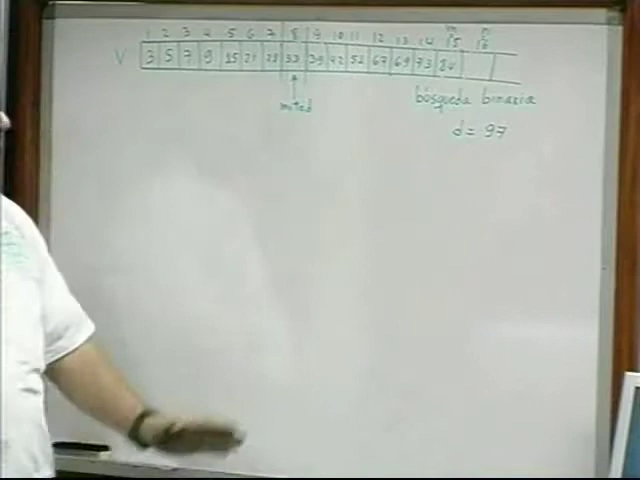 m n
1 2 3 4 5 6 7 8 9 10 11 12 13 14 15 16
V 3 5 7 9 15 21 28 33 39 42 52 67 69 73 84
mitad
búsqueda binaria
d= 97